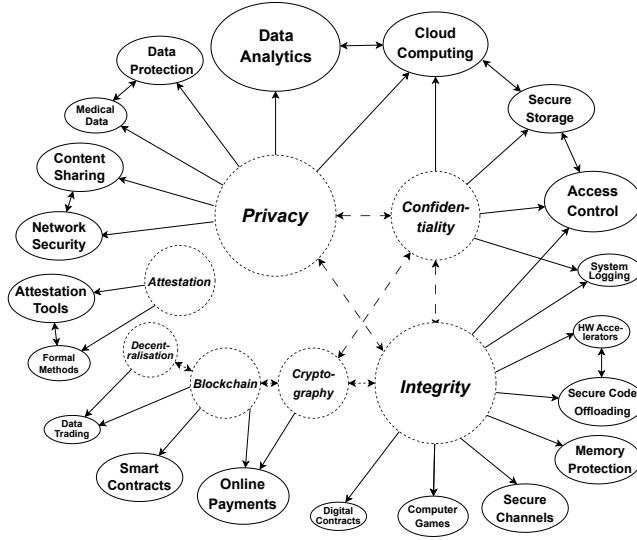 Data
Analytics
Cloud
Computing
Data
Protection
Medical
Data
Secure
Storage
Content
Sharing
Network
Security
Privacy
Confiden-
tiality
Access
Control
System
Logging
Attestation
Attestation
Tools
Formal
Methods
Decent-
ralisation
Blockchain
Crypto-
graphy
Integrity
HW Acce-
lerators
Secure Code
Offloading
Data
Trading
Smart
Contracts
Online
Payments
Memory
Protection
Digital
Contracts
Computer
Games
Secure
Channels